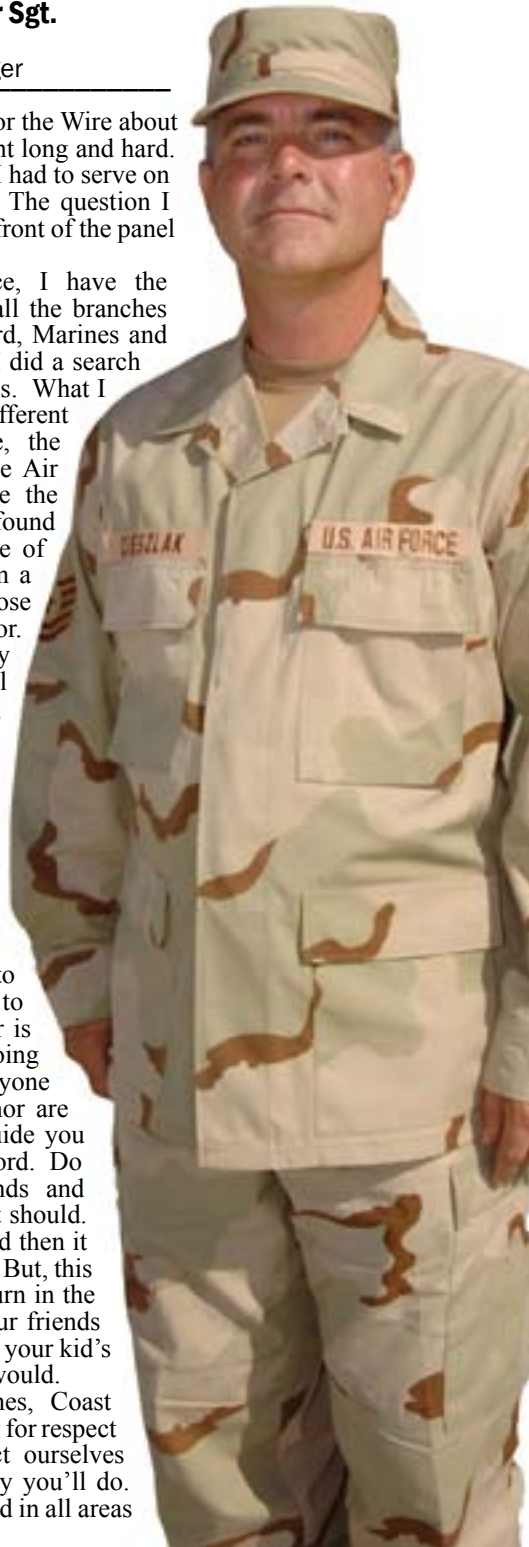 r Sgt.
ger
or the Wire about
nt long and hard.
I had to serve on
The question I
front of the panel
ce, I have the
all the branches
rd, Marines and
I did a search
s. What I
fferent
e, the
e Air
e the
found
e of
n a
ose
or.
y
l
U.S. AIR FORCE
to
to
r is
oing
yone
nor are
uide you
ord. Do
nds and
t should.
d then it
But, this
urn in the
ur friends
your kid's
would.
nes, Coast
g for respect
ct ourselves
y you'll do.
d in all areas